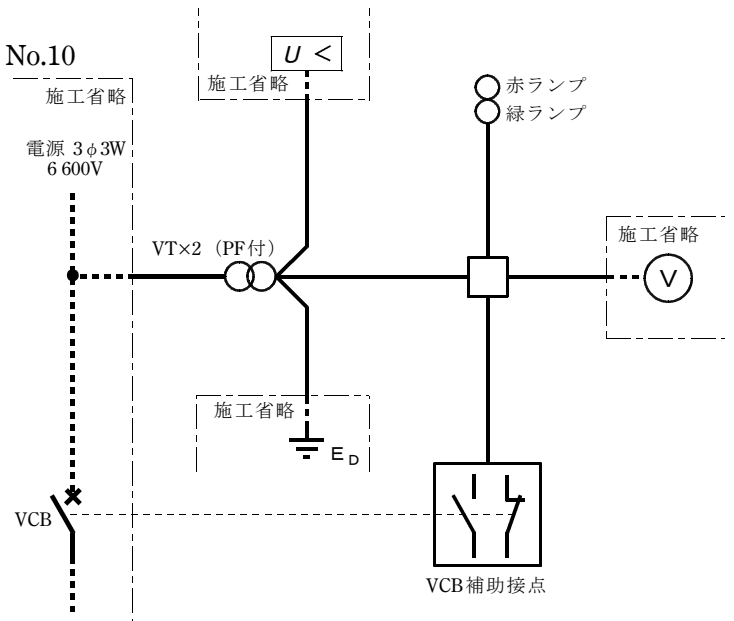 No.10
施工省略
電源 3φ3W
6 600V
U <
施工省略
赤ランプ
緑ランプ
VT×2 (PF付)
施工省略
V
施工省略
E D
VCB
VCB補助接点